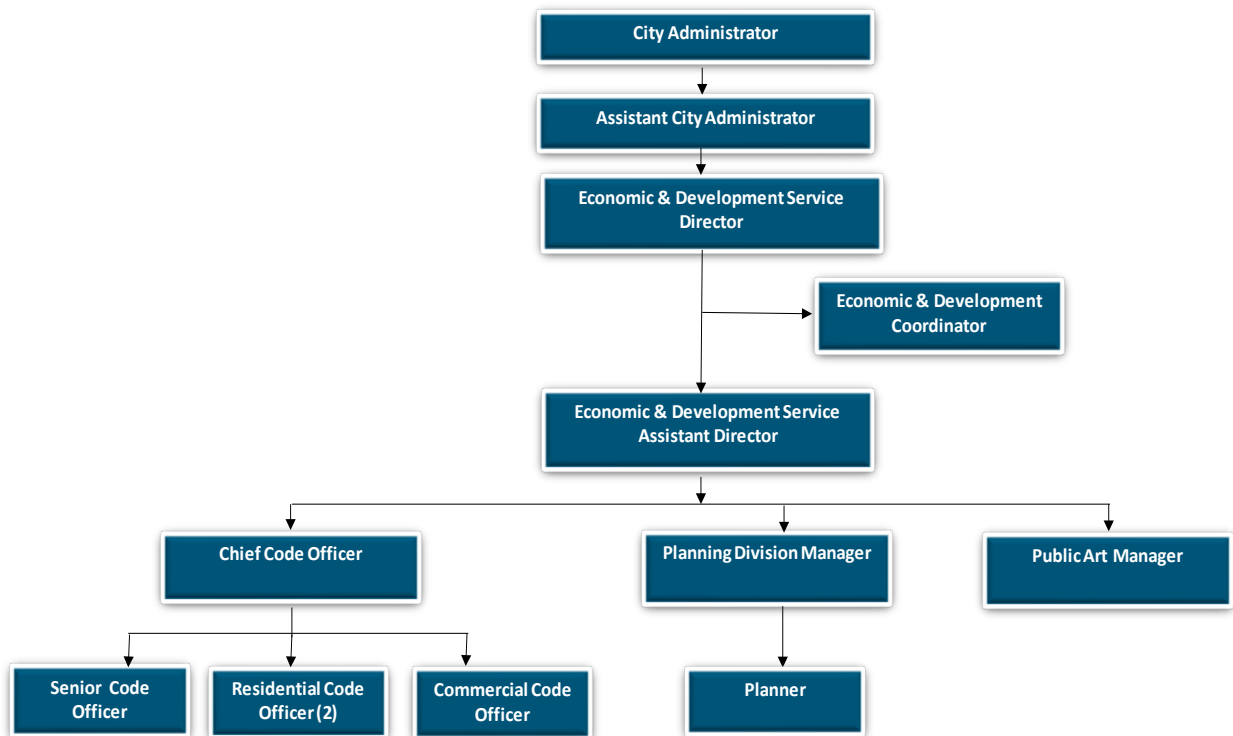 City Administrator
Assistant City Administrator
Economic & Development Service
Director
Economic & Development
Coordinator
Economic & Development Service
Assistant Director
Chief Code Officer
Planning Division Manager
Public Art Manager
Senior Code
Officer
Residential Code
Officer (2)
Commercial Code
Officer
Planner